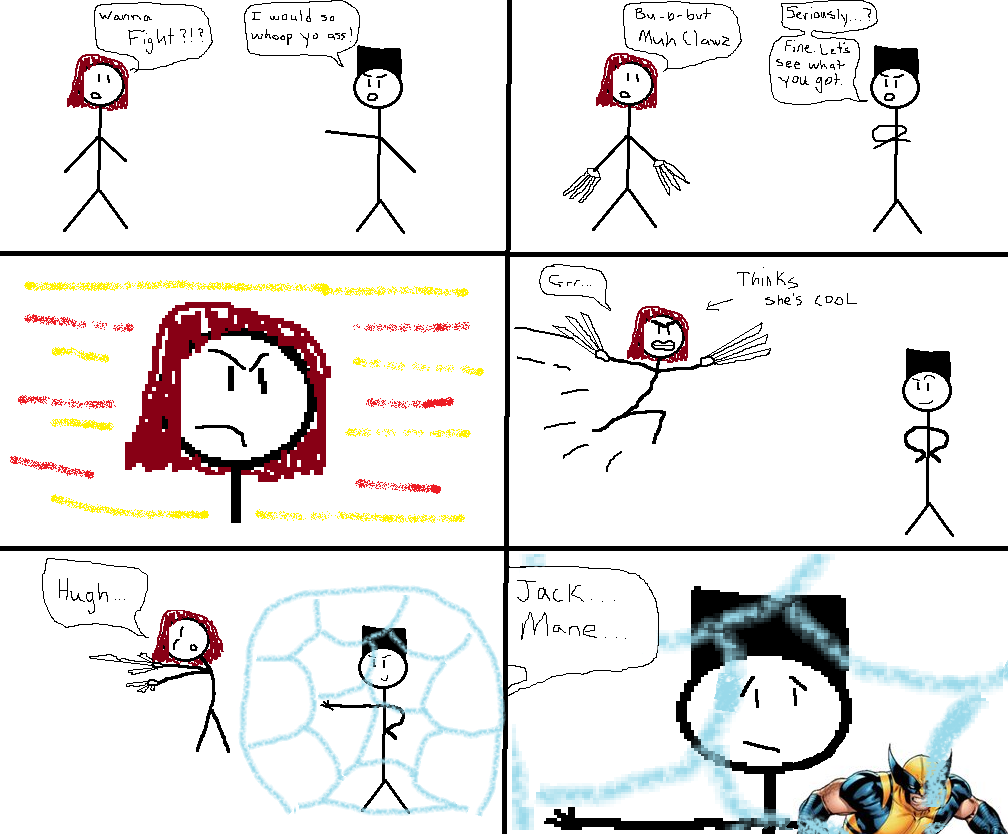 Wanna
Fight?!?
I would so
whoop yo ass!
Bu-b-but
Muh Clawz
Seriously...?
Fine. Let's
see what
you got.
Grr...
Thinks
she's COOL
Hugh...
Jack...
Mane...